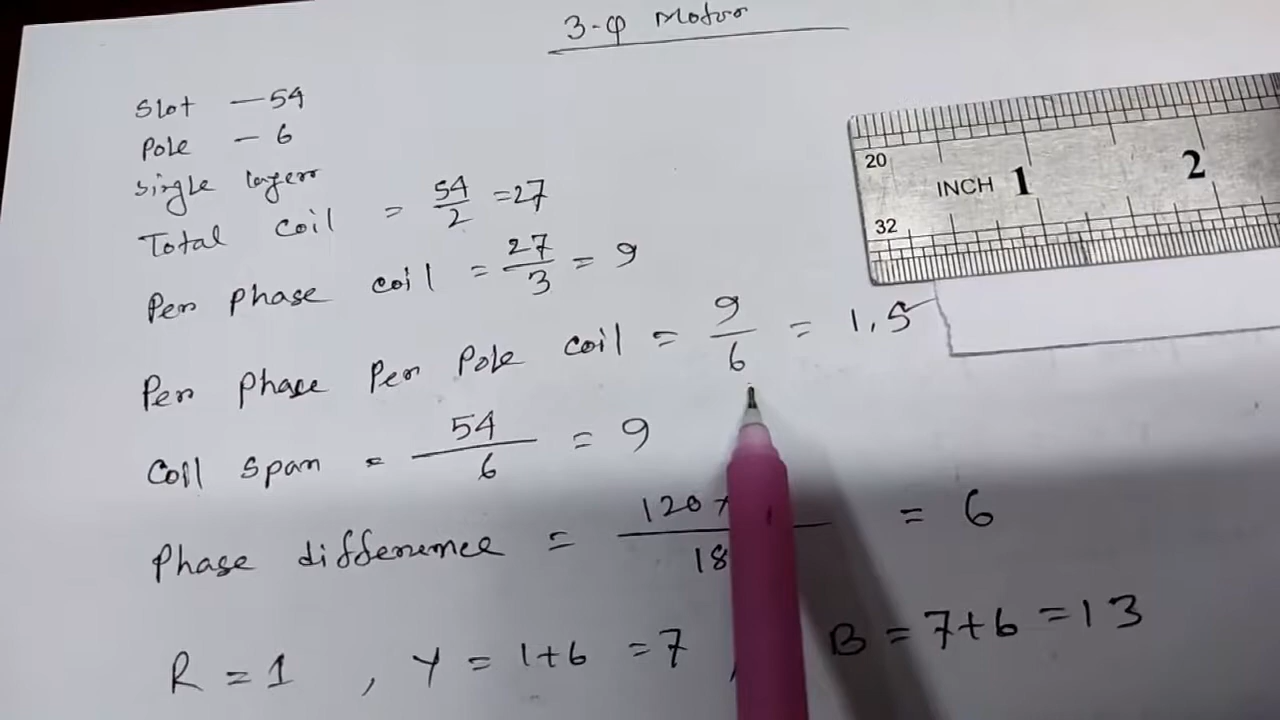 3-φ Motor
Slot — 54
Pole — 6
Single layer
Total coil = 54/2 = 27
Per phase coil = 27/3 = 9
Per phase Per Pole coil = 9/6 = 1.5
Coil span = 54/6 = 9
Phase difference = 120 / 18 = 6
R = 1 , Y = 1+6 = 7 , B = 7+6 = 13
20
INCH 1 2
32